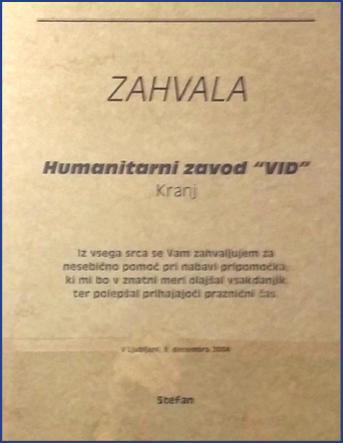 ZAHVALA
Humanitarni zavod “VID”
Kranj
Iz vsega srca se Vam zahvaljujem za
nesebično pomoč pri nabavi pripomočka,
ki mi bo v znatni meri olajšal vsakdanjik
ter polepšal prihajajoči praznični čas.
V Ljubljani, decembra 2004
Stefan